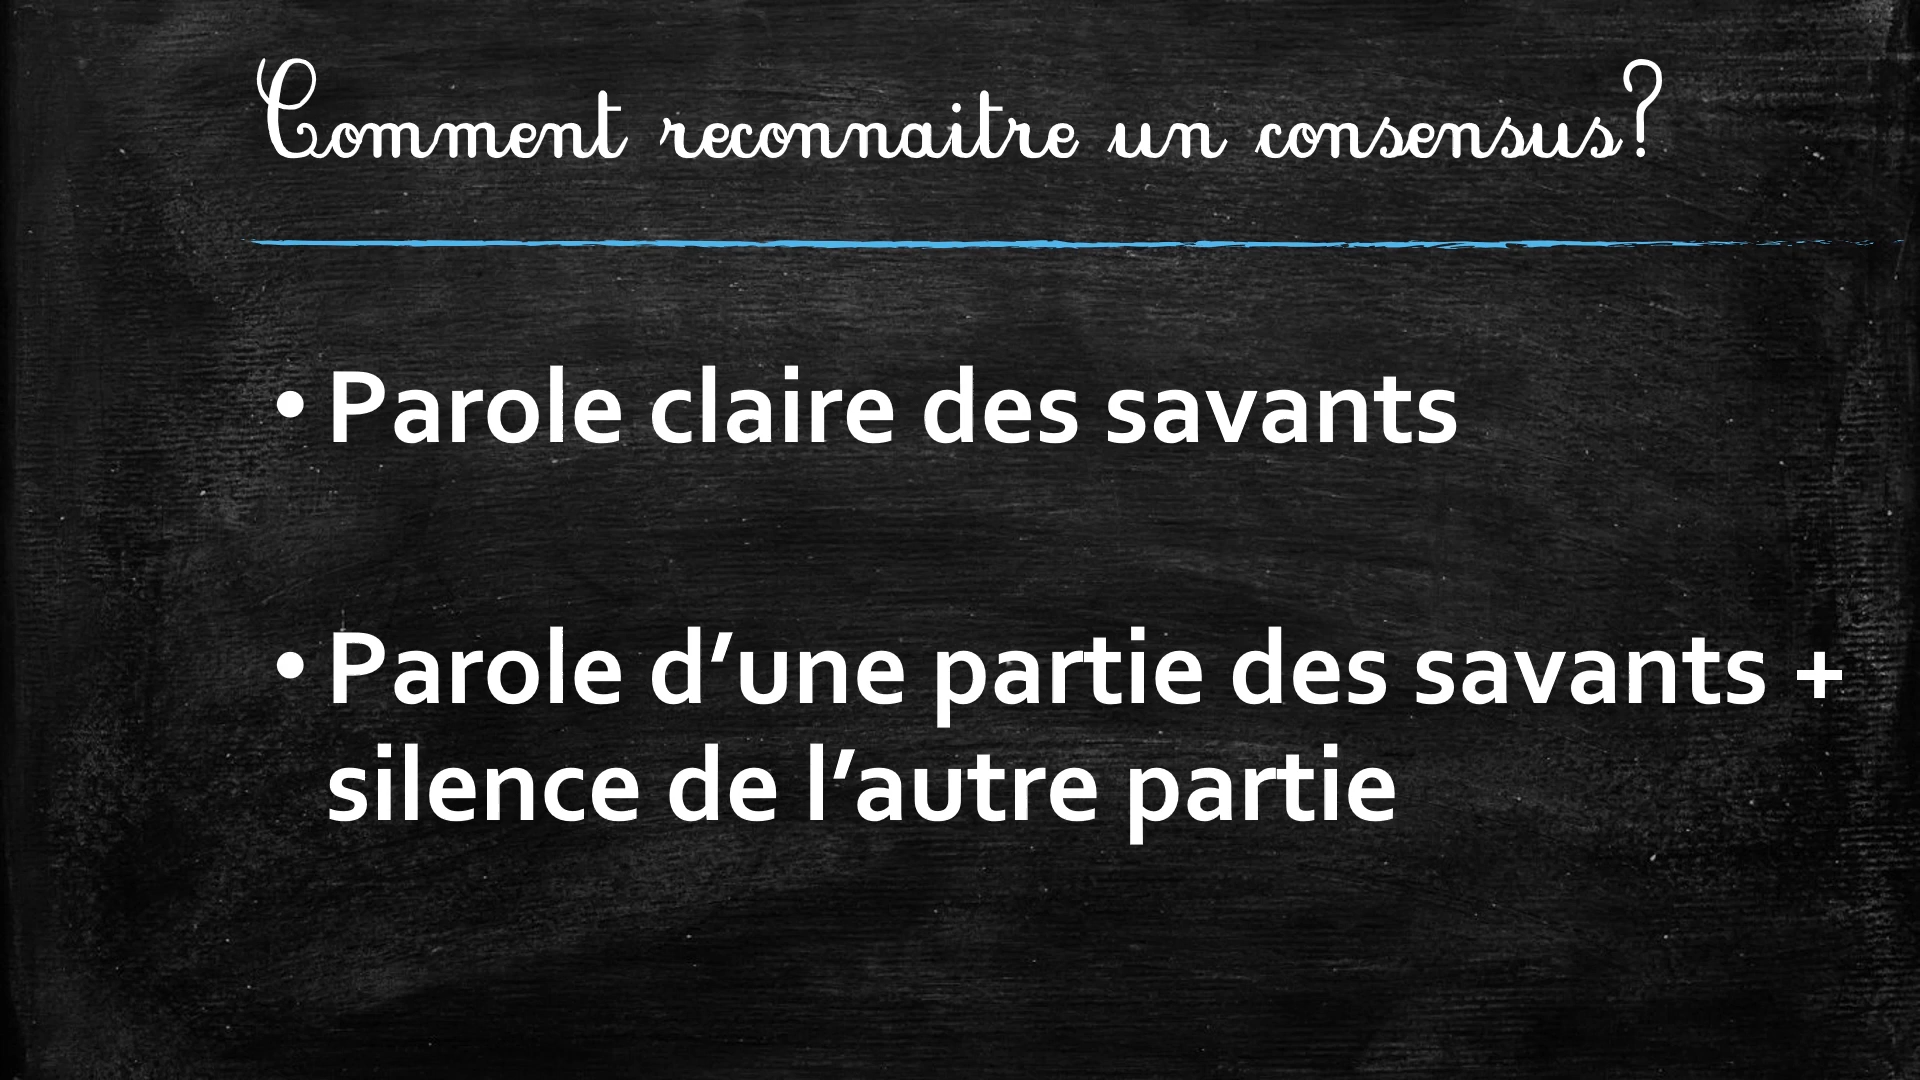 Comment reconnaitre un consensus?
• Parole claire des savants
• Parole d’une partie des savants +
silence de l’autre partie